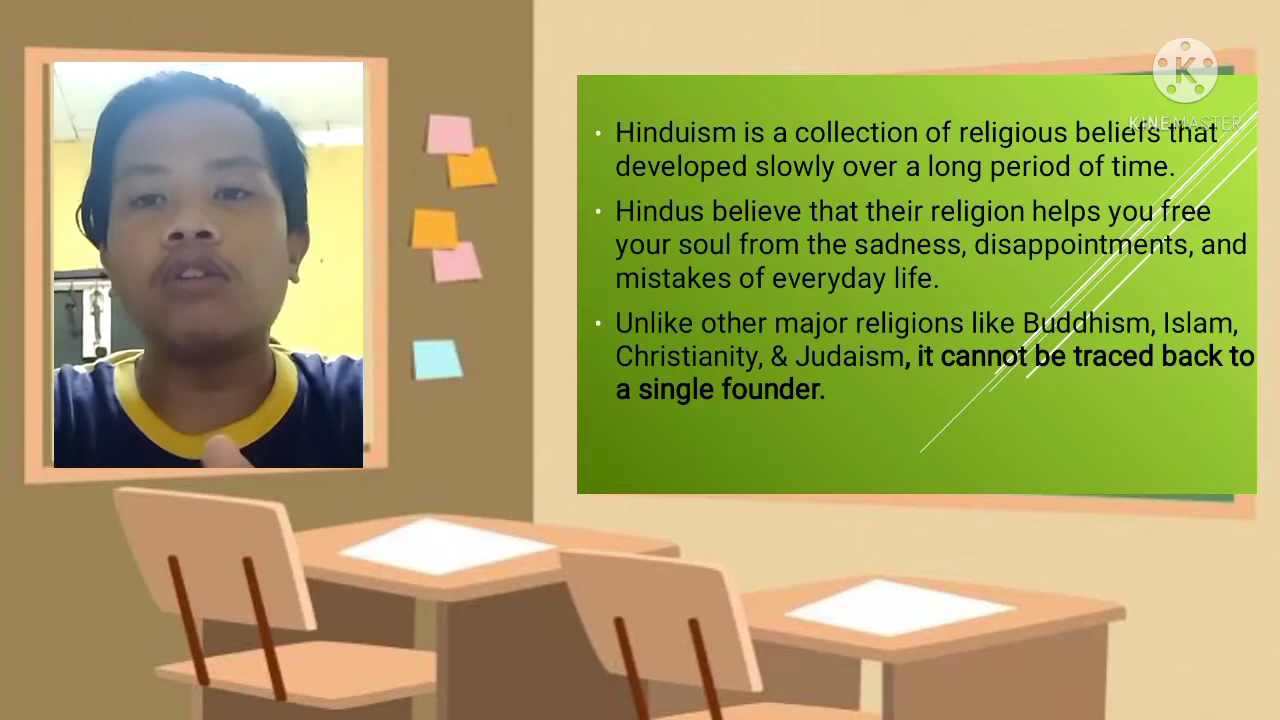 • Hinduism is a collection of religious beliefs that
developed slowly over a long period of time.
• Hindus believe that their religion helps you free
your soul from the sadness, disappointments, and
mistakes of everyday life.
• Unlike other major religions like Buddhism, Islam,
Christianity, & Judaism, it cannot be traced back to
a single founder.
K
KINEMASTER